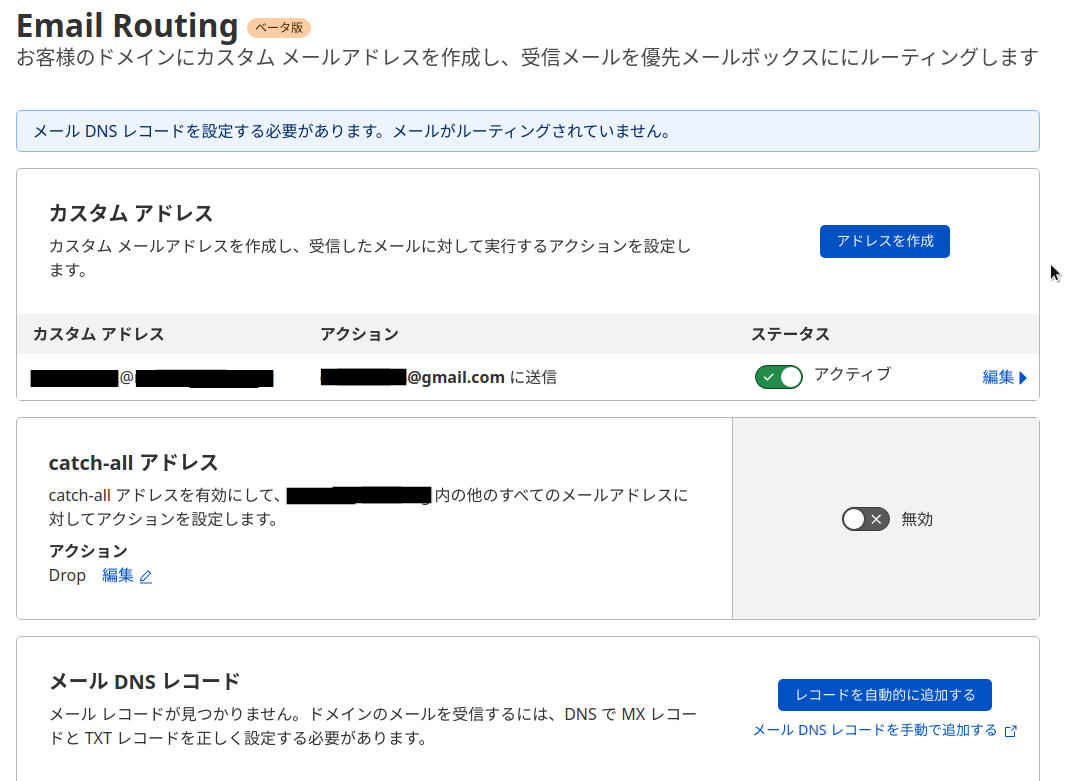 Email Routing ベータ版
お客様のドメインにカスタム メールアドレスを作成し、受信メールを優先メールボックスににルーティングします
メール DNS レコードを設定する必要があります。メールがルーティングされていません。
カスタム アドレス
カスタム メールアドレスを作成し、受信したメールに対して実行するアクションを設定し
ます。
アドレスを作成
カスタム アドレス アクション ステータス
@ @gmail.com に送信 アクティブ 編集
catch-all アドレス
catch-all アドレスを有効にして、 内の他のすべてのメールアドレスに
対してアクションを設定します。
アクション
Drop 編集
無効
メール DNS レコード
メール レコードが見つかりません。ドメインのメールを受信するには、DNS で MX レコー
ドと TXT レコードを正しく設定する必要があります。
レコードを自動的に追加する
メール DNS レコードを手動で追加する